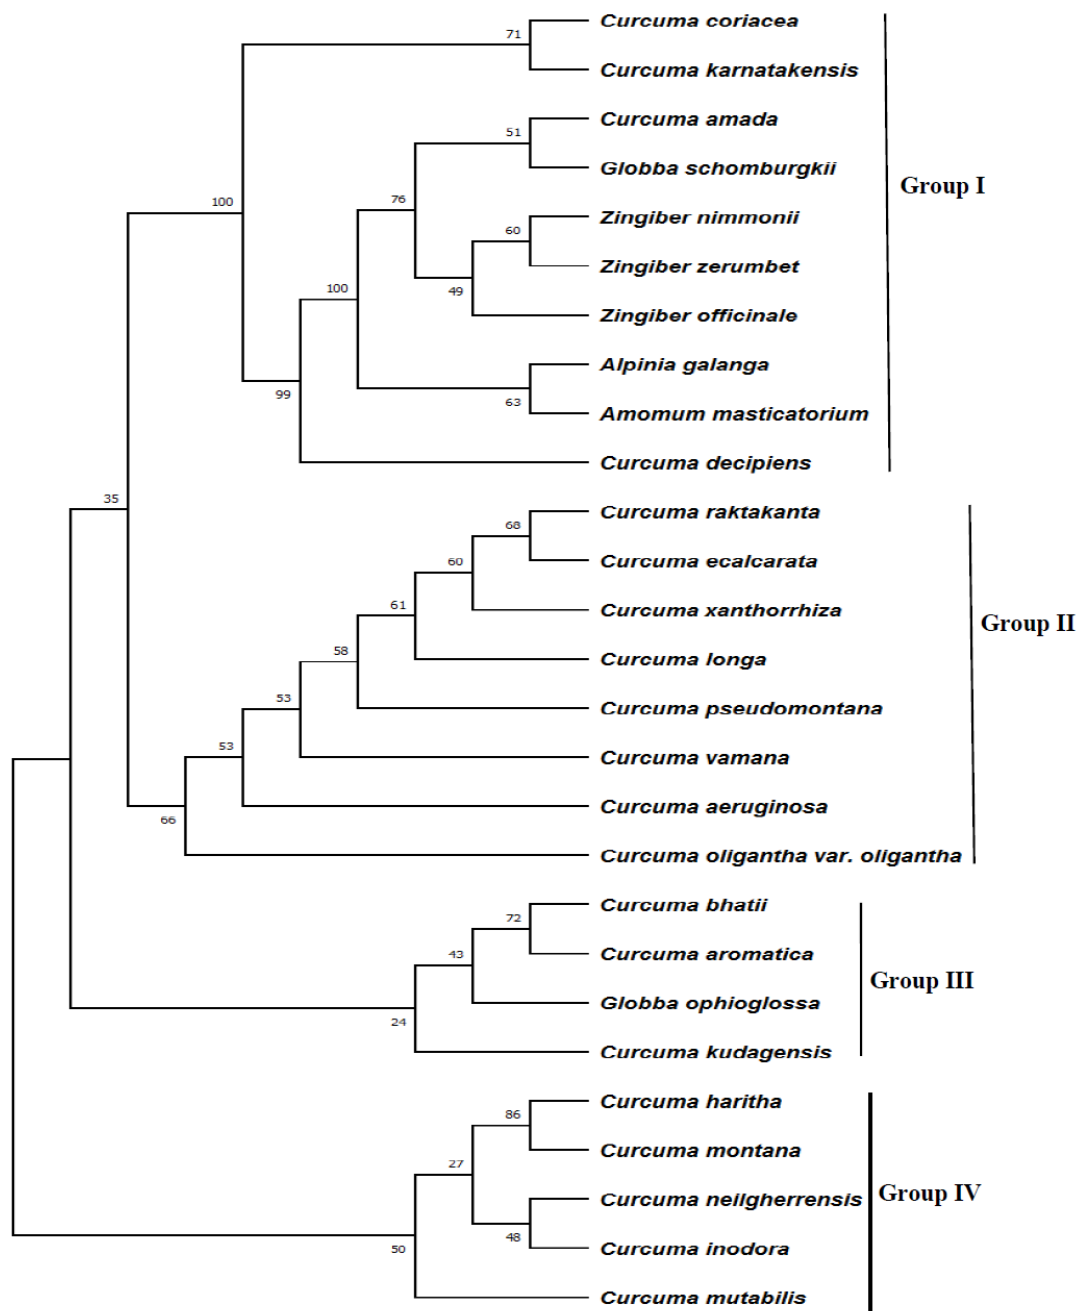 Curcuma coriacea
71
Curcuma karnatakensis
Curcuma amada
51
Globba schomburgkii
Group I
76
100
Zingiber nimmonii
60
Zingiber zerumbet
100
49
Zingiber officinale
Alpinia galanga
99
63
Amomum masticatorium
Curcuma decipiens
35
Curcuma raktakanta
68
Curcuma ecalcarata
60
Curcuma xanthorrhiza
61
Group II
58
Curcuma longa
53
Curcuma pseudomontana
53
Curcuma vamana
Curcuma aeruginosa
66
Curcuma oligantha var. oligantha
Curcuma bhatii
72
Curcuma aromatica
43
Group III
Globba ophioglossa
24
Curcuma kudagensis
Curcuma haritha
86
Curcuma montana
27
Group IV
Curcuma neilgherrensis
48
Curcuma inodora
50
Curcuma mutabilis